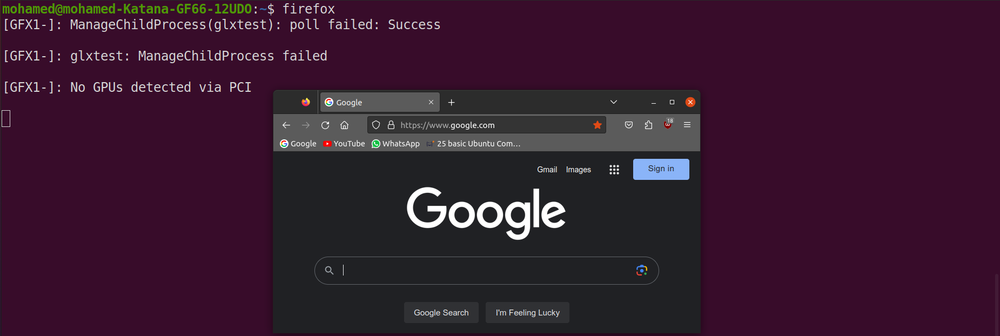 mohamed@mohamed-Katana-GF66-12UDO:~$ firefox
[GFX1-]: ManageChildProcess(glxtest): poll failed: Success
[GFX1-]: glxtest: ManageChildProcess failed
[GFX1-]: No GPUs detected via PCI
Google
https://www.google.com
18
Google YouTube WhatsApp 25 basic Ubuntu Com…
Gmail Images Sign in
Google
Google Search I'm Feeling Lucky